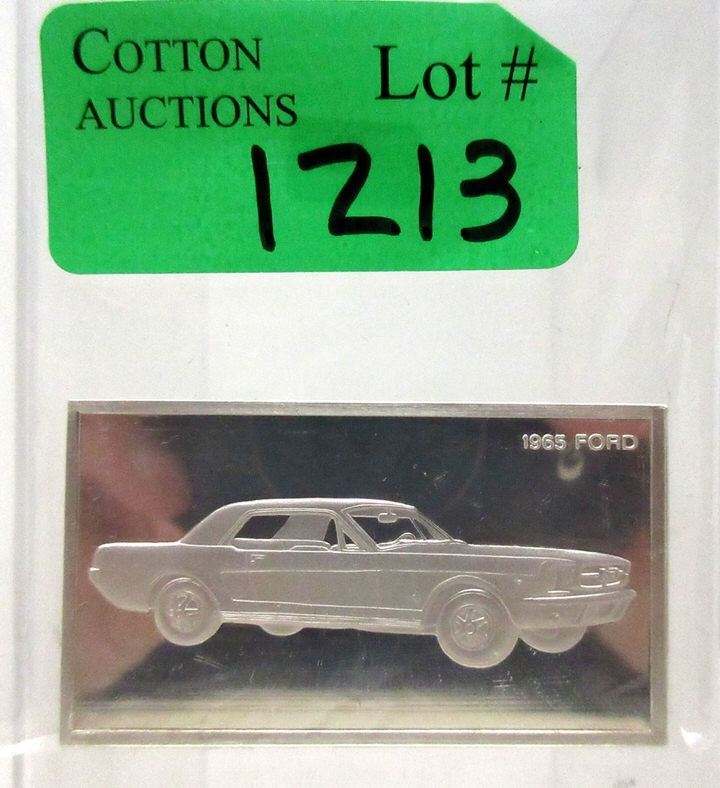 COTTON
AUCTIONS
Lot #
1213
1965 FORD